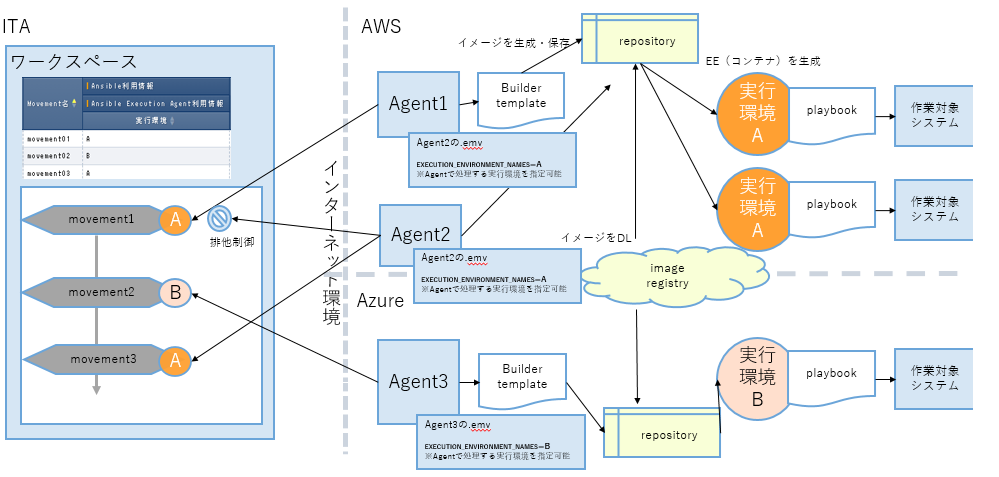 ITA
ワークスペース
Movement名
Ansible利用情報
Ansible Execution Agent利用情報
実行環境
movement01 A
movement02 B
movement03 A
movement1
A
排他制御
movement2
B
movement3
A
インターネット環境
AWS
イメージを生成・保存
repository
EE（コンテナ）を生成
Agent1
Builder
template
Agent2の.emv
EXECUTION_ENVIRONMENT_NAMES=A
※Agentで処理する実行環境を指定可能
実行
環境
A
playbook
作業対象
システム
Agent2
Agent2の.emv
EXECUTION_ENVIRONMENT_NAMES=A
※Agentで処理する実行環境を指定可能
実行
環境
A
playbook
作業対象
システム
イメージをDL
image
registry
Azure
Agent3
Builder
template
Agent3の.emv
EXECUTION_ENVIRONMENT_NAMES=B
※Agentで処理する実行環境を指定可能
repository
実行
環境
B
playbook
作業対象
システム